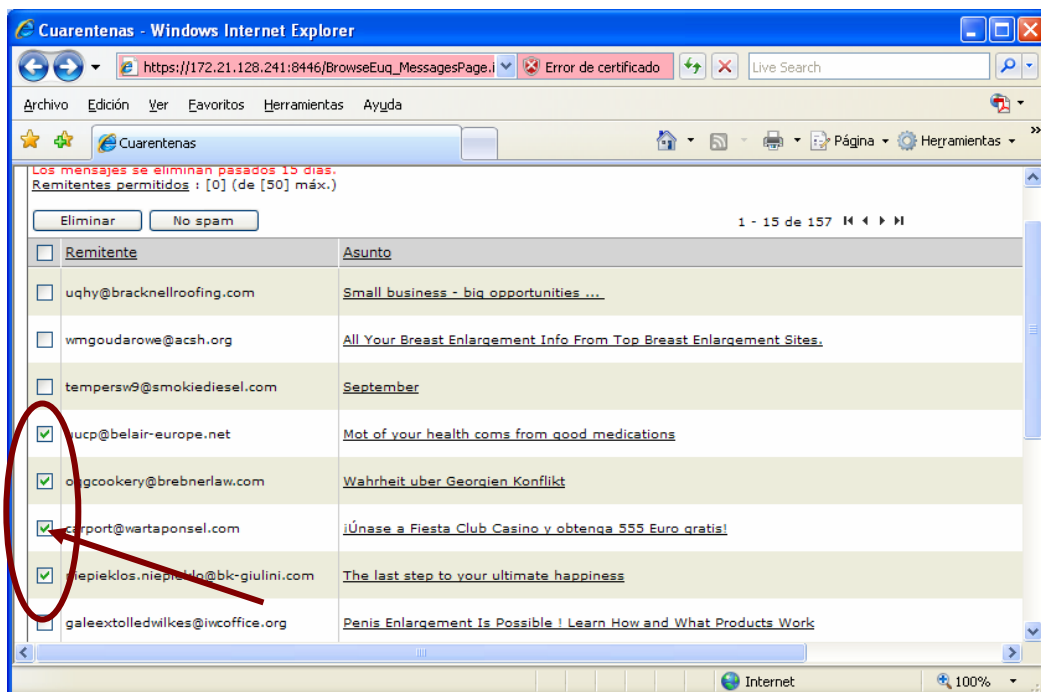 Cuarentenas - Windows Internet Explorer
https://172.21.128.241:8446/BrowseEuq_MessagesPage.i Error de certificado Live Search
Archivo Edición Ver Favoritos Herramientas Ayuda
Cuarentenas Página Herramientas
Los mensajes se eliminan pasados 15 días.
Remitentes permitidos : [0] (de [50] máx.)
Eliminar No spam 1 - 15 de 157
Remitente Asunto
uqhy@bracknellroofing.com Small business - big opportunities ...
wmgoudarowe@acsh.org All Your Breast Enlargement Info From Top Breast Enlargement Sites.
tempersw9@smokiediesel.com September
ucp@belair-europe.net Mot of your health coms from good medications
cookery@brebnerlaw.com Wahrheit uber Georgien Konflikt
carport@wartaponsel.com ¡Únase a Fiesta Club Casino y obtenga 555 Euro gratis!
@bk-giulini.com The last step to your ultimate happiness
galeextolledwilkes@iwcoffice.org Penis Enlargement Is Possible ! Learn How and What Products Work
Internet 100%